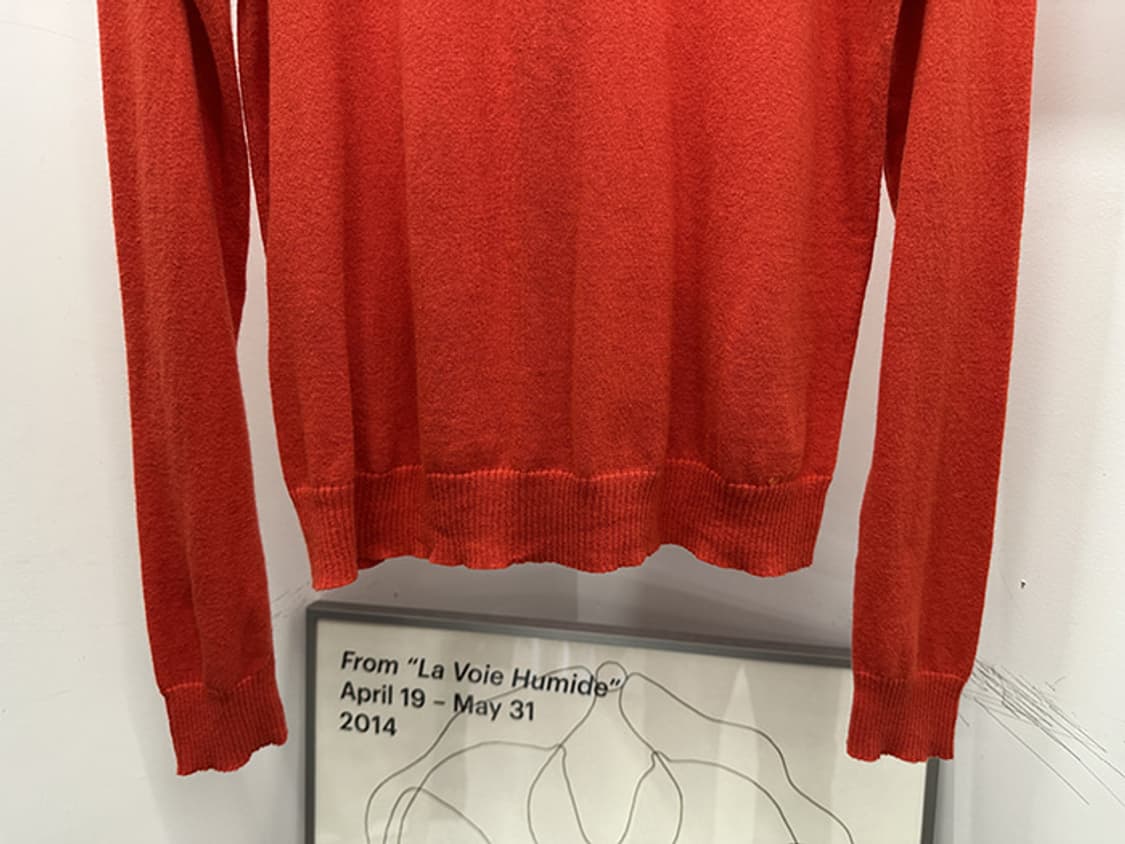 From “La Voie Humide”
April 19 – May 31
2014